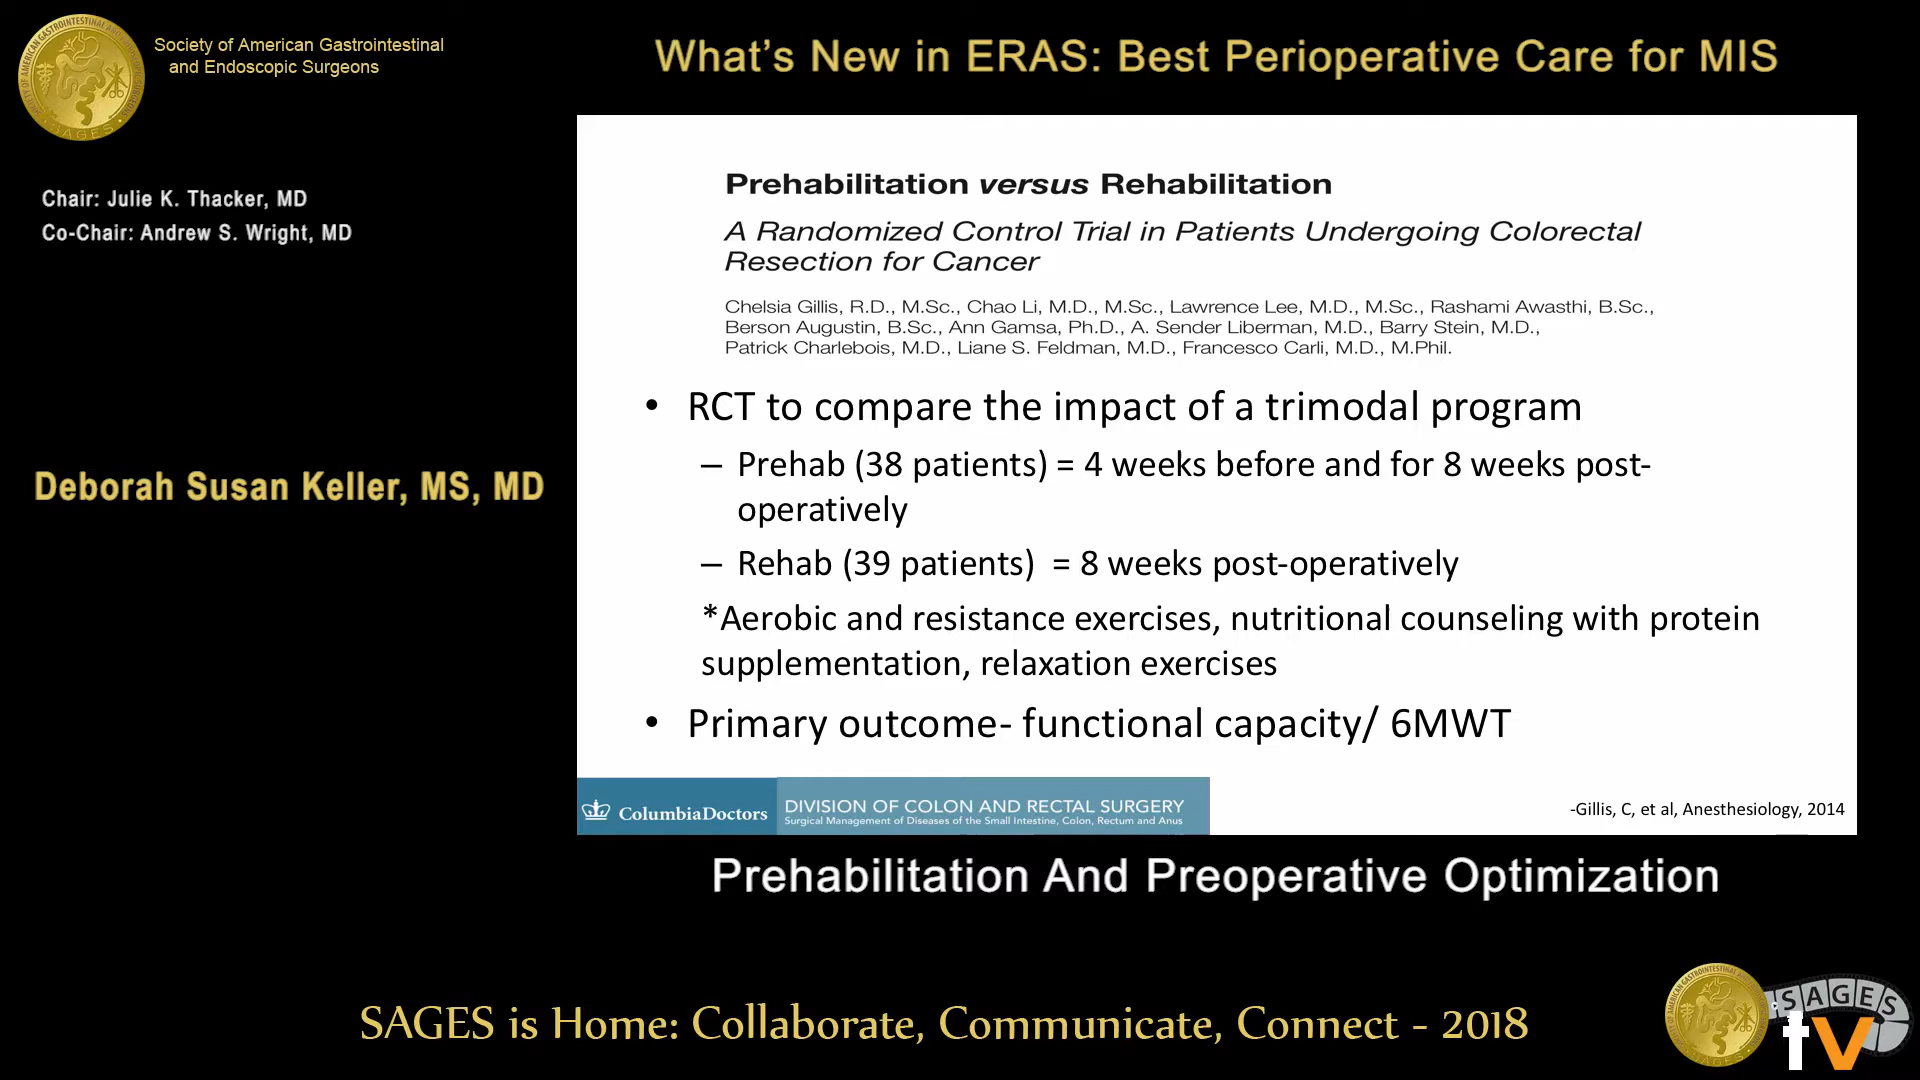 Society of American Gastrointestinal
and Endoscopic Surgeons
What's New in ERAS: Best Perioperative Care for MIS
Chair: Julie K. Thacker, MD
Co-Chair: Andrew S. Wright, MD
Deborah Susan Keller, MS, MD
Prehabilitation versus Rehabilitation
A Randomized Control Trial in Patients Undergoing Colorectal
Resection for Cancer
Chelsia Gillis, R.D., M.Sc., Chao Li, M.D., M.Sc., Lawrence Lee, M.D., M.Sc., Rashami Awasthi, B.Sc.,
Berson Augustin, B.Sc., Ann Gamsa, Ph.D., A. Sender Liberman, M.D., Barry Stein, M.D.,
Patrick Charlebois, M.D., Liane S. Feldman, M.D., Francesco Carli, M.D., M.Phil.
• RCT to compare the impact of a trimodal program
– Prehab (38 patients) = 4 weeks before and for 8 weeks post-
operatively
– Rehab (39 patients) = 8 weeks post-operatively
*Aerobic and resistance exercises, nutritional counseling with protein
supplementation, relaxation exercises
• Primary outcome- functional capacity/ 6MWT
ColumbiaDoctors
DIVISION OF COLON AND RECTAL SURGERY
Surgical Management of Diseases of the Small Intestine, Colon, Rectum and Anus
-Gillis, C, et al, Anesthesiology, 2014
Prehabilitation And Preoperative Optimization
SAGES is Home: Collaborate, Communicate, Connect - 2018
SAGES
tv